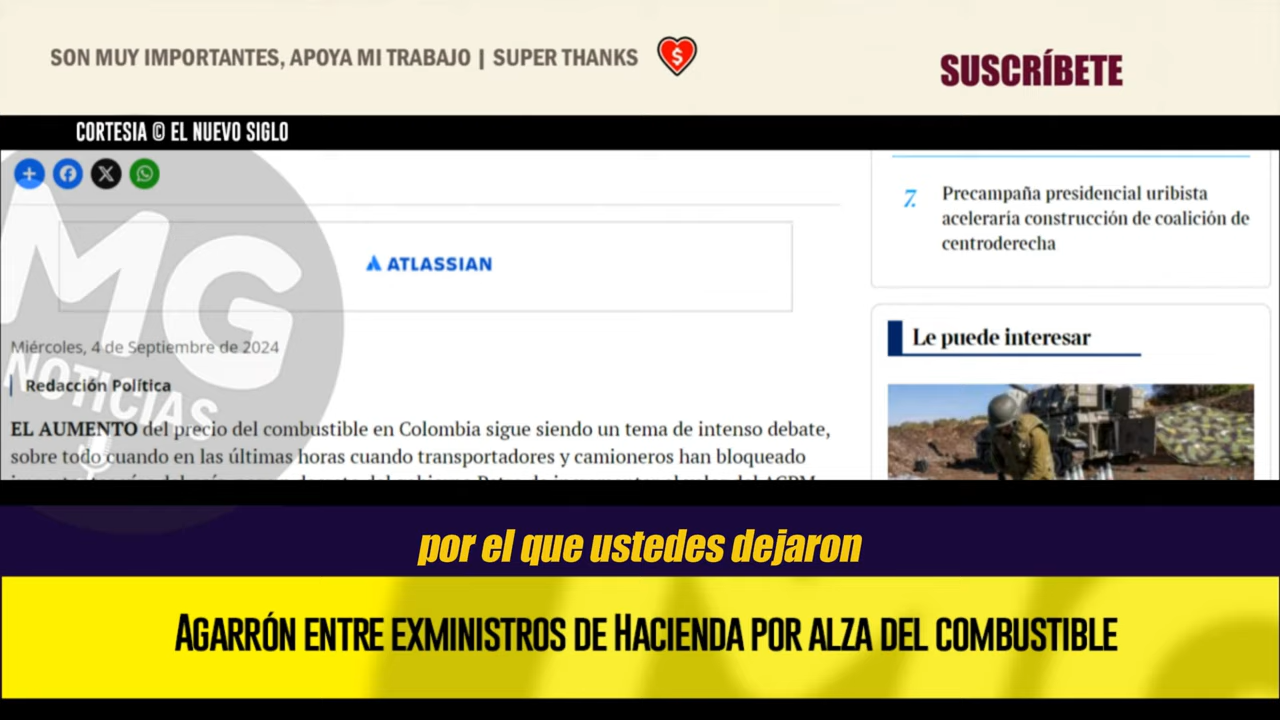 SON MUY IMPORTANTES, APOYA MI TRABAJO | SUPER THANKS
SUSCRÍBETE
CORTESIA © EL NUEVO SIGLO
MG
NOTICIAS
ATLASSIAN
Miércoles, 4 de Septiembre de 2024
Redacción Política
EL AUMENTO del precio del combustible en Colombia sigue siendo un tema de intenso debate,
sobre todo cuando en las últimas horas cuando transportadores y camioneros han bloqueado
7. Precampaña presidencial uribista
aceleraría construcción de coalición de
centroderecha
Le puede interesar
por el que ustedes dejaron
AGARRÓN ENTRE EXMINISTROS DE HACIENDA POR ALZA DEL COMBUSTIBLE